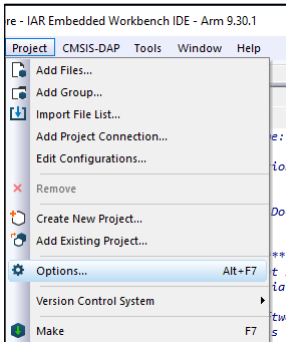 re - IAR Embedded Workbench IDE - Arm 9.30.1
Project CMSIS-DAP Tools Window Help
Add Files...
Add Group...
Import File List...
Add Project Connection...
Edit Configurations...
Remove
Create New Project...
Add Existing Project...
Options... Alt+F7
Version Control System
Make F7